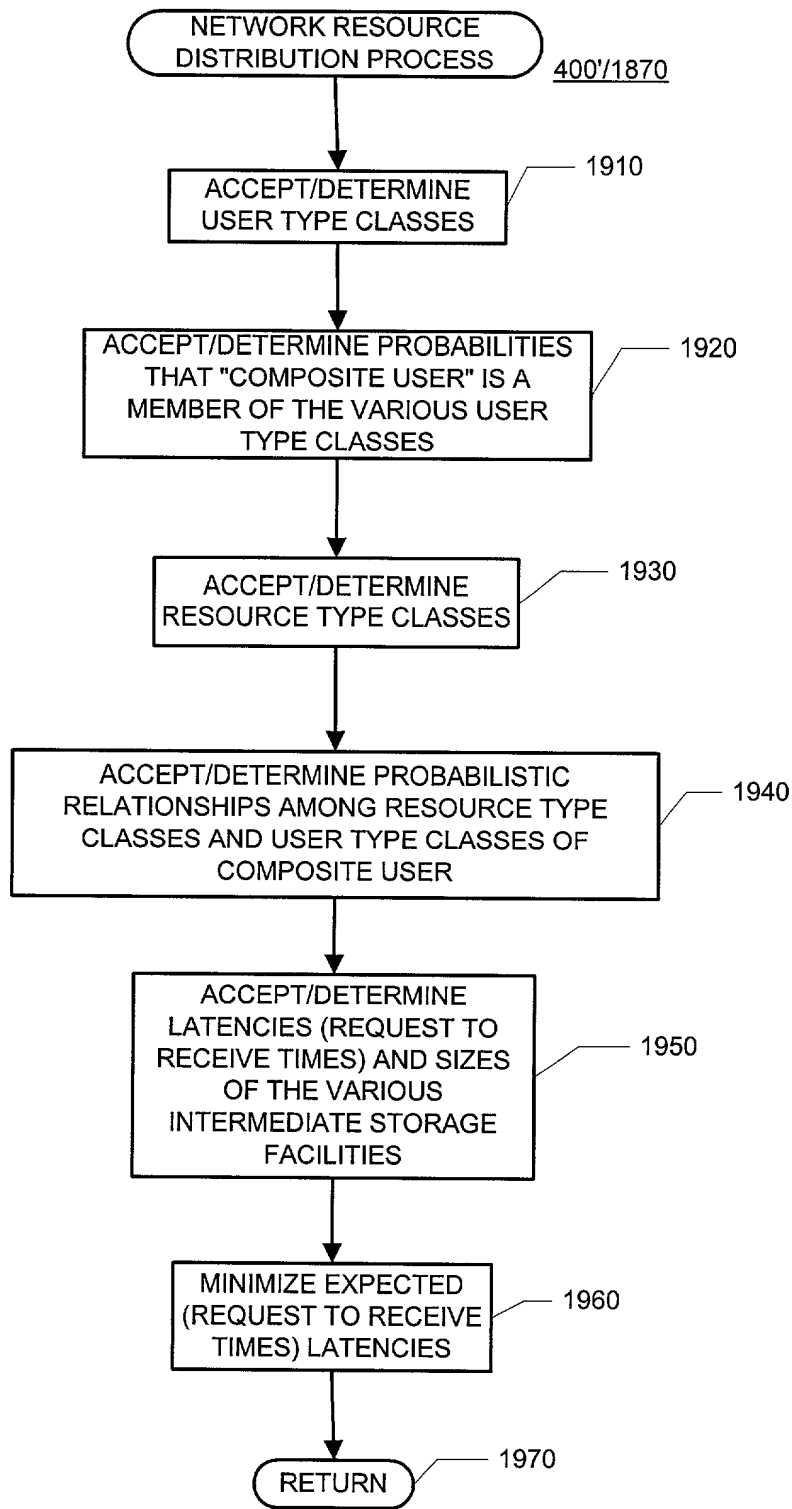 NETWORK RESOURCE
DISTRIBUTION PROCESS
400'/1870
ACCEPT/DETERMINE
USER TYPE CLASSES
1910
ACCEPT/DETERMINE PROBABILITIES
THAT "COMPOSITE USER" IS A
MEMBER OF THE VARIOUS USER
TYPE CLASSES
1920
ACCEPT/DETERMINE
RESOURCE TYPE CLASSES
1930
ACCEPT/DETERMINE PROBABILISTIC
RELATIONSHIPS AMONG RESOURCE TYPE
CLASSES AND USER TYPE CLASSES OF
COMPOSITE USER
1940
ACCEPT/DETERMINE
LATENCIES (REQUEST TO
RECEIVE TIMES) AND SIZES
OF THE VARIOUS
INTERMEDIATE STORAGE
FACILITIES
1950
MINIMIZE EXPECTED
(REQUEST TO RECEIVE
TIMES) LATENCIES
1960
RETURN
1970